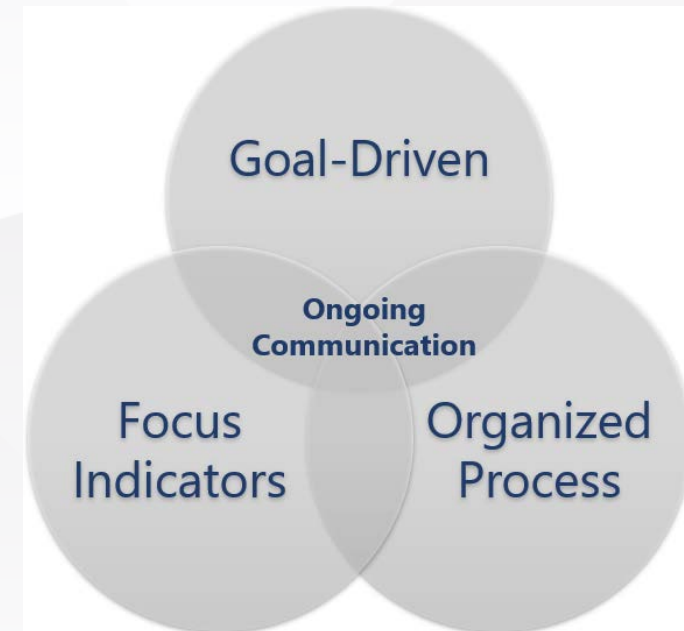 Goal-Driven
Ongoing
Communication
Focus
Indicators
Organized
Process